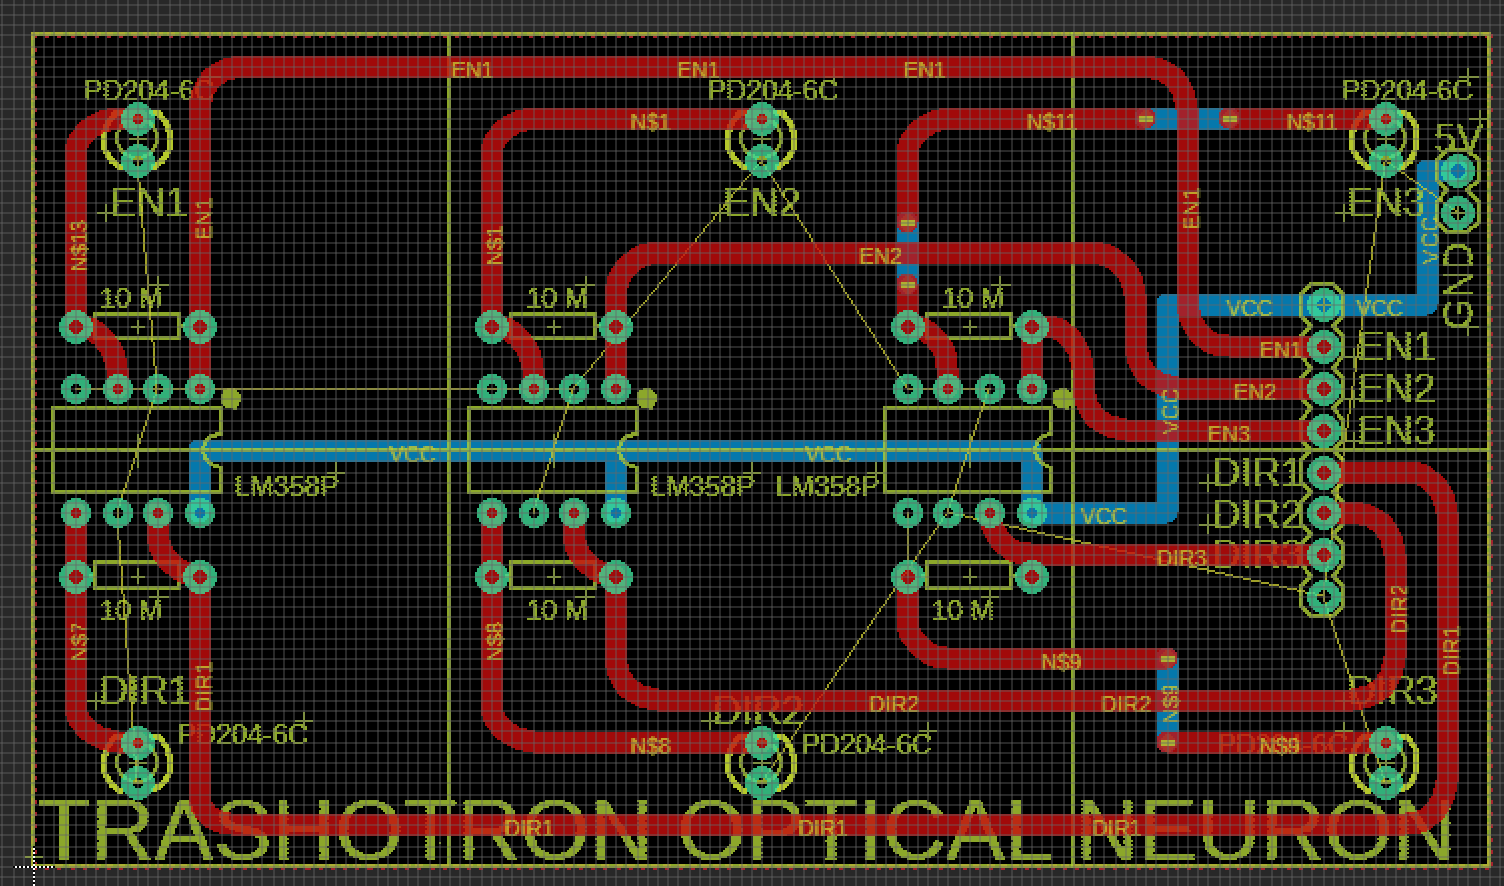 EN1 EN1 EN1
PD204-6C PD204-6C PD204-6C
N$1 N$11 N$11
5V
EN1 EN2 EN3
N$13 EN1 N$1 EN1 VCC
EN2
GND
10 M 10 M 10 M
VCC VCC
EN1 EN1
EN2 EN2
VCC
EN3 EN3
VCC VCC
DIR1
LM358P LM358P LM358P
VCC DIR2
DIR3 DIR3
10 M 10 M 10 M
DIR2
N$7 N$8 DIR1
N$9
DIR1 DIR1 DIR3
DIR2 DIR2 DIR2 N$9
PD204-6C N$8 PD204-6C PD204-6C N$9
TRASHOTRON OPTICAL NEURON
DIR1 DIR1 DIR1